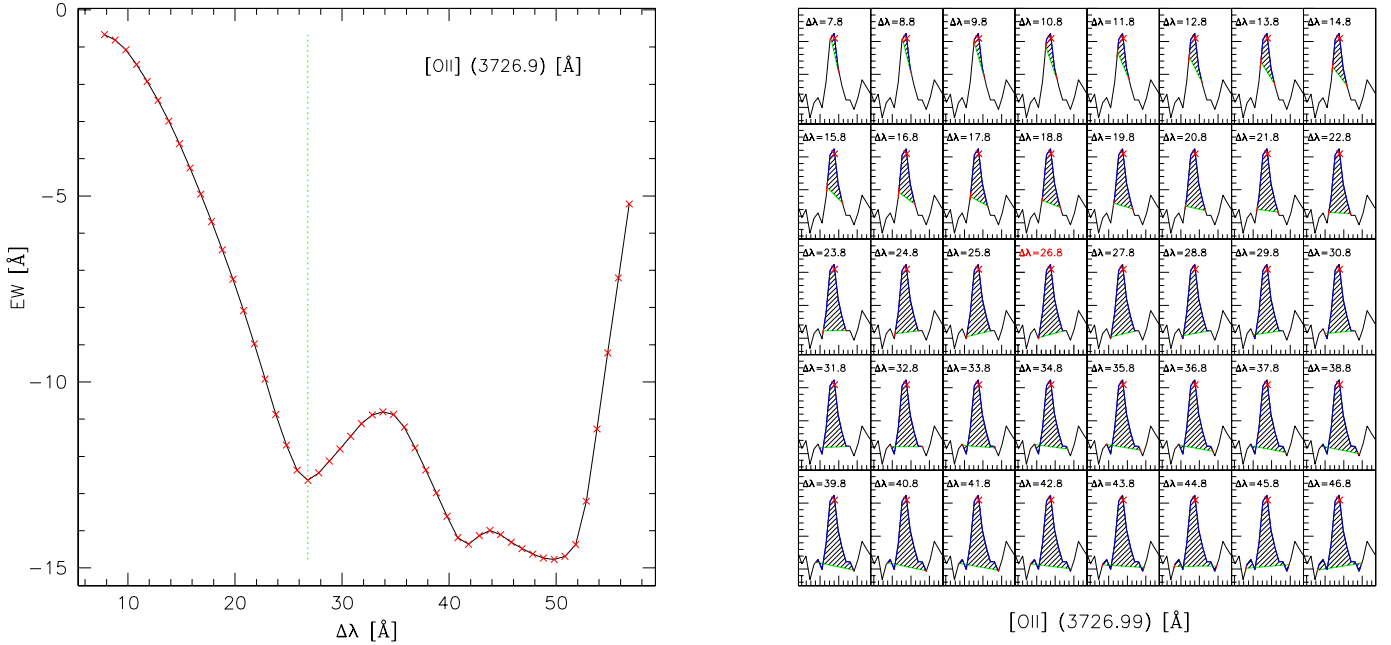 0
−5
−10
−15
EW [Å]
[OII] (3726.9) [Å]
10 20 30 40 50
Δλ [Å]
Δλ=7.8 Δλ=8.8 Δλ=9.8 Δλ=10.8 Δλ=11.8 Δλ=12.8 Δλ=13.8 Δλ=14.8
Δλ=15.8 Δλ=16.8 Δλ=17.8 Δλ=18.8 Δλ=19.8 Δλ=20.8 Δλ=21.8 Δλ=22.8
Δλ=23.8 Δλ=24.8 Δλ=25.8 Δλ=26.8 Δλ=27.8 Δλ=28.8 Δλ=29.8 Δλ=30.8
Δλ=31.8 Δλ=32.8 Δλ=33.8 Δλ=34.8 Δλ=35.8 Δλ=36.8 Δλ=37.8 Δλ=38.8
Δλ=39.8 Δλ=40.8 Δλ=41.8 Δλ=42.8 Δλ=43.8 Δλ=44.8 Δλ=45.8 Δλ=46.8
[OII] (3726.99) [Å]